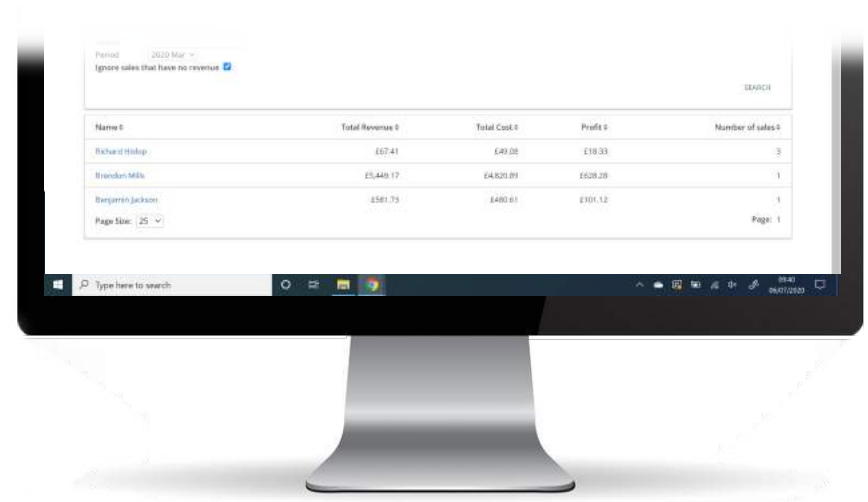 Period 2020 Mar
Ignore sales that have no revenue
SEARCH
Name Total Revenue Total Cost Profit Number of sales
Richard Hislop £67.41 £49.08 £18.33 3
Brendon Mills £5,449.17 £4,820.89 £628.28 1
Benjamin Jackson £581.73 £480.61 £101.12 1
Page Size: 25 Page: 1
Type here to search
09:40
06/07/2020